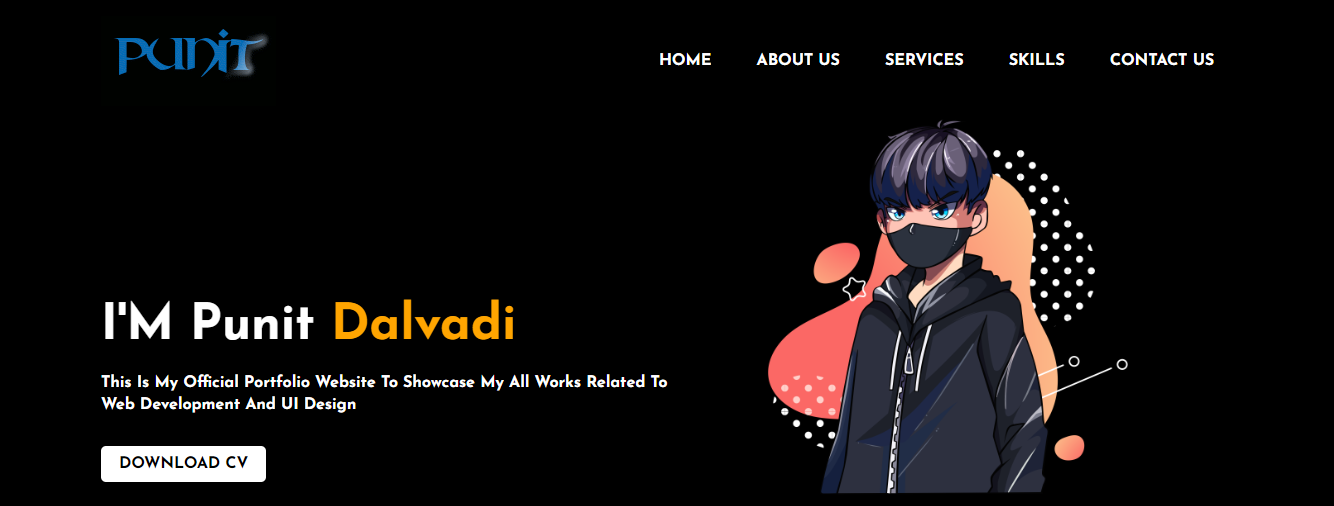 PUNIT
HOME ABOUT US SERVICES SKILLS CONTACT US
I'M Punit Dalvadi
This Is My Official Portfolio Website To Showcase My All Works Related To
Web Development And UI Design
DOWNLOAD CV